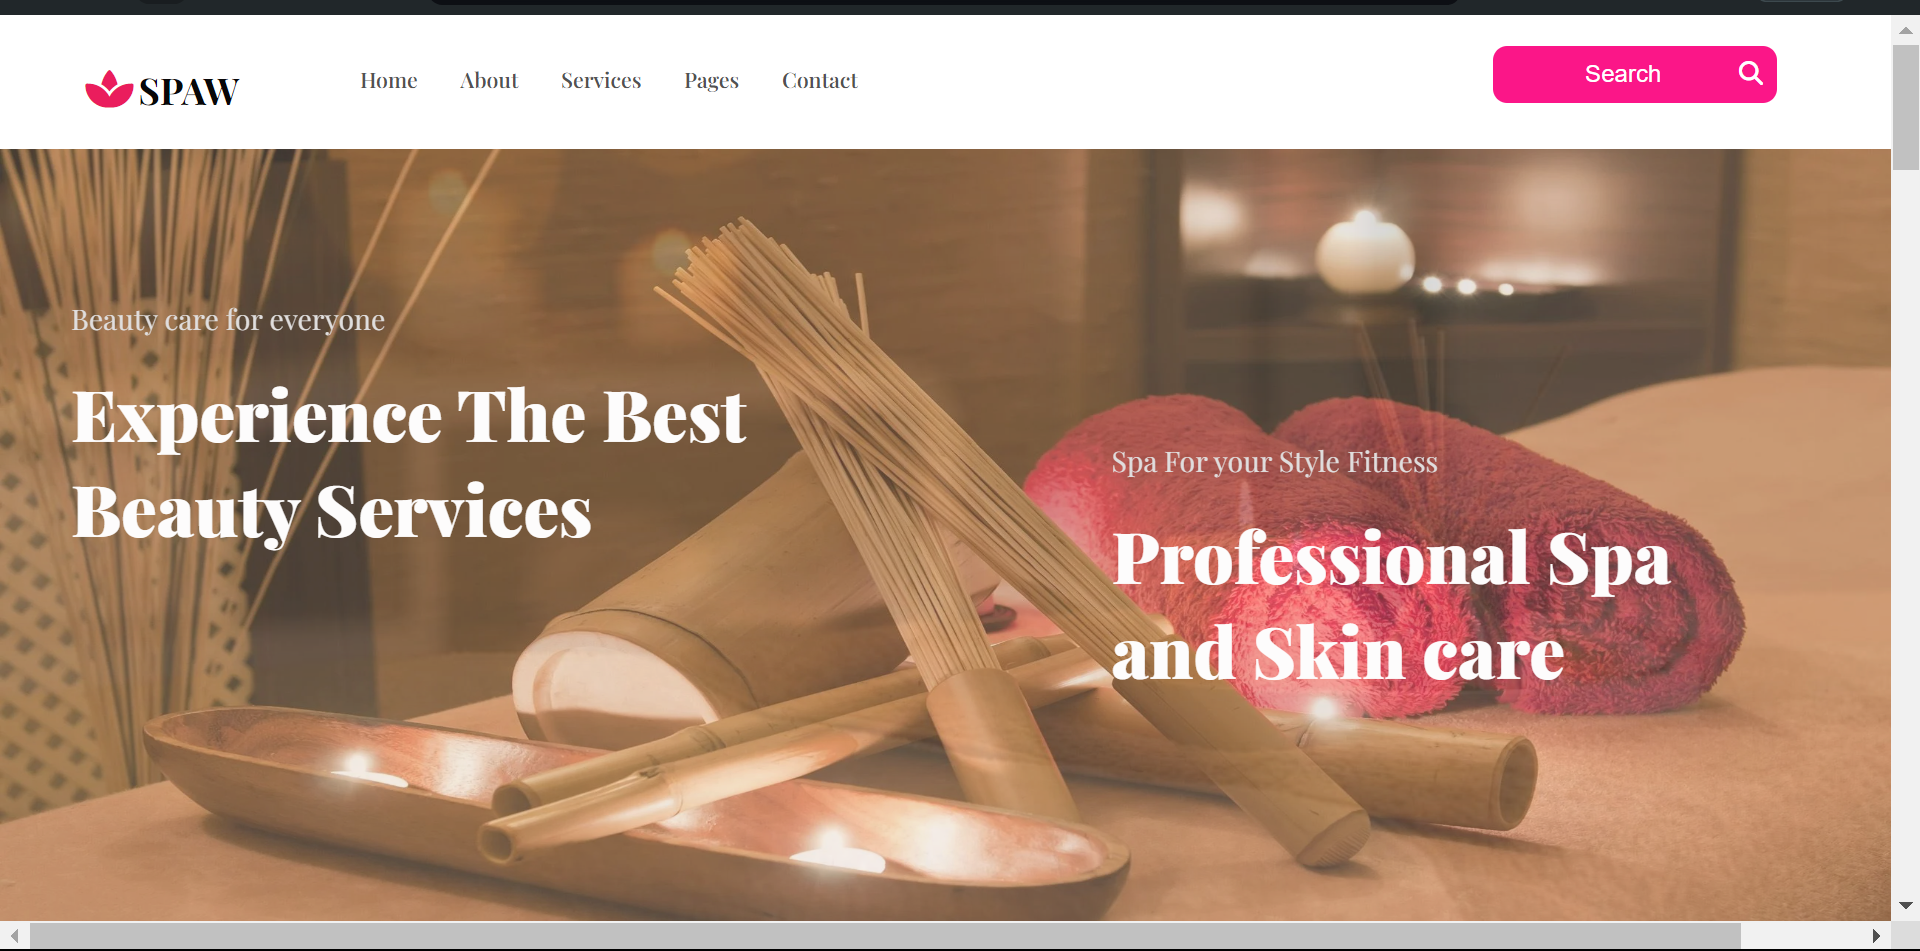 SPAW
Home About Services Pages Contact
Search
Beauty care for everyone
Experience The Best
Beauty Services
Spa For your Style Fitness
Professional Spa
and Skin care